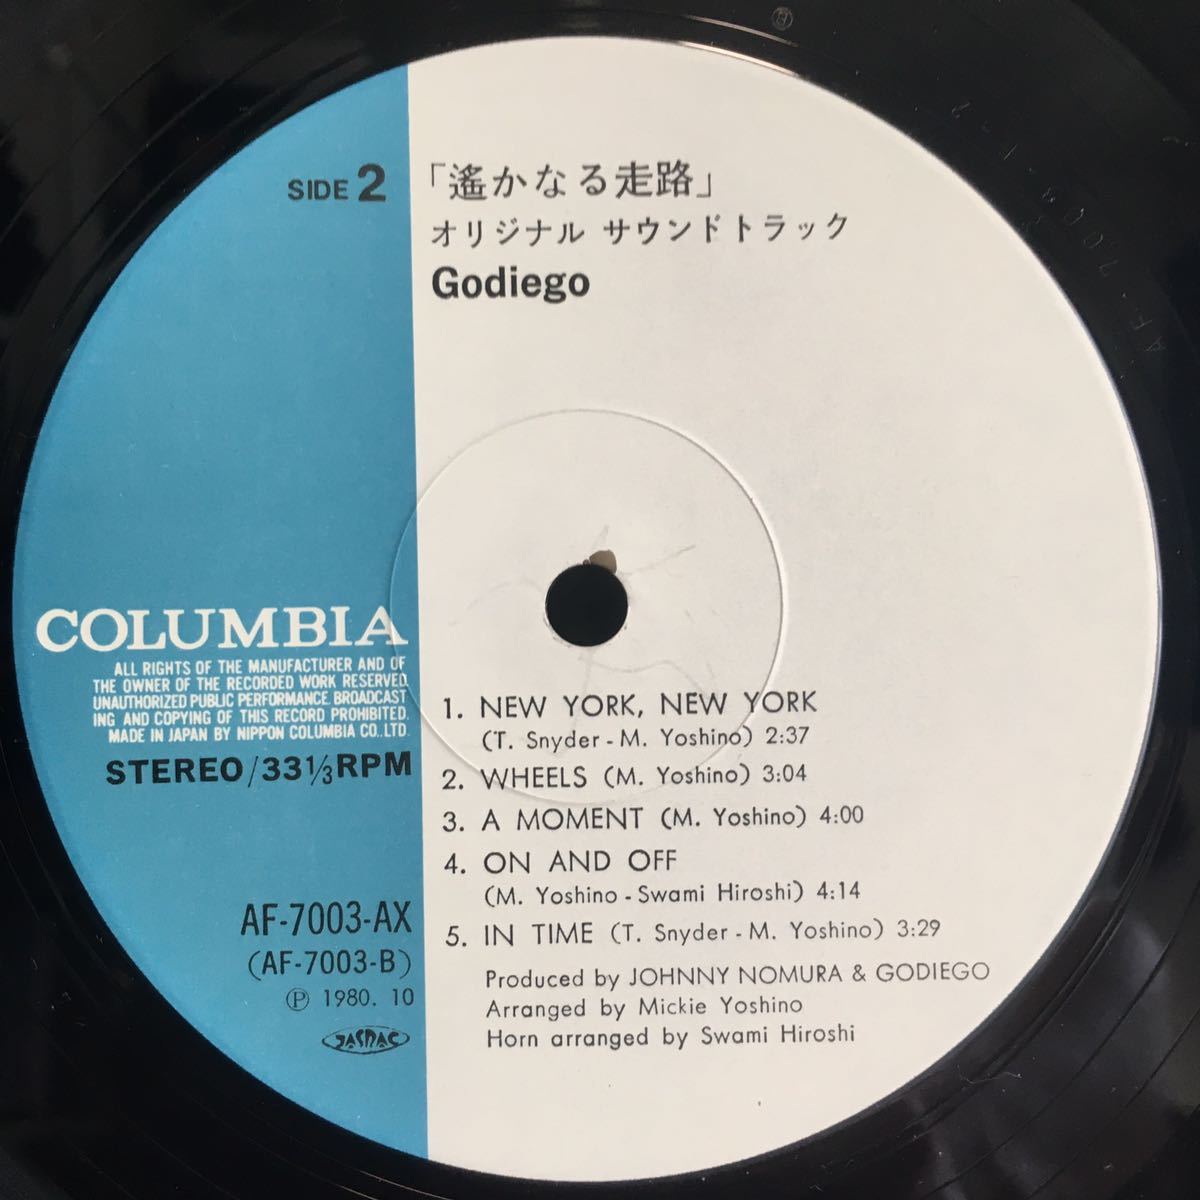 SIDE 2
「遙かなる走路」
オリジナル サウンドトラック
Godiego
COLUMBIA
ALL RIGHTS OF THE MANUFACTURER AND OF
THE OWNER OF THE RECORDED WORK RESERVED.
UNAUTHORIZED PUBLIC PERFORMANCE. BROADCAST
ING AND COPYING OF THIS RECORD PROHIBITED.
MADE IN JAPAN BY NIPPON COLUMBIA CO., LTD.
STEREO/33 1/3 RPM
AF-7003-AX
(AF-7003-B)
Ⓟ 1980. 10
JASRAC
1. NEW YORK, NEW YORK
(T. Snyder - M. Yoshino) 2:37
2. WHEELS (M. Yoshino) 3:04
3. A MOMENT (M. Yoshino) 4:00
4. ON AND OFF
(M. Yoshino - Swami Hiroshi) 4:14
5. IN TIME (T. Snyder - M. Yoshino) 3:29
Produced by JOHNNY NOMURA & GODIEGO
Arranged by Mickie Yoshino
Horn arranged by Swami Hiroshi